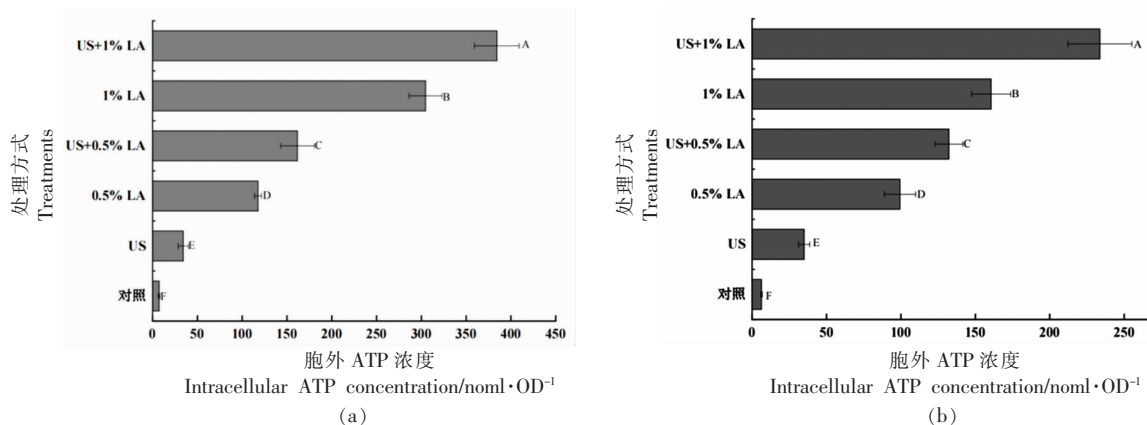 US+1% LA
A
1% LA
B
US+0.5% LA
C
0.5% LA
D
US
E
对照
F
处理方式
Treatments
0 50 100 150 200 250 300 350 400 450
胞外 ATP 浓度
Intracellular ATP concentration/noml·OD⁻¹
(a)
US+1% LA
A
1% LA
B
US+0.5% LA
C
0.5% LA
D
US
E
对照
F
处理方式
Treatments
0 50 100 150 200 250
胞外 ATP 浓度
Intracellular ATP concentration/noml·OD⁻¹
(b)